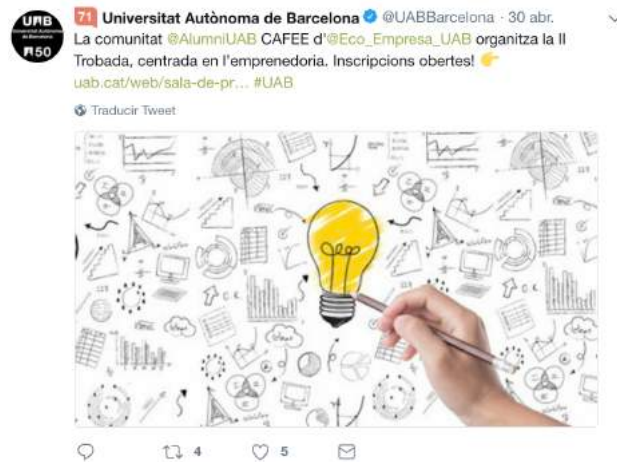 UAB
50
71 Universitat Autònoma de Barcelona @UABBarcelona · 30 abr.
La comunitat @AlumniUAB CAFEE d'@Eco_Empresa_UAB organitza la II
Trobada, centrada en l'emprenedoria. Inscripcions obertes! 👉
uab.cat/web/sala-de-pr… #UAB
Traducir Tweet
4 5